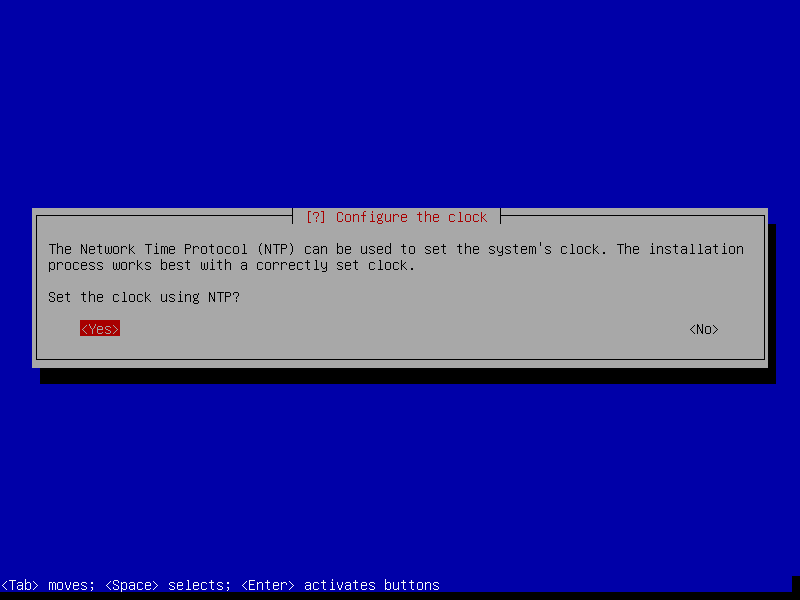 [?] Configure the clock
The Network Time Protocol (NTP) can be used to set the system's clock. The installation
process works best with a correctly set clock.
Set the clock using NTP?
<Yes> <No>
<Tab> moves; <Space> selects; <Enter> activates buttons